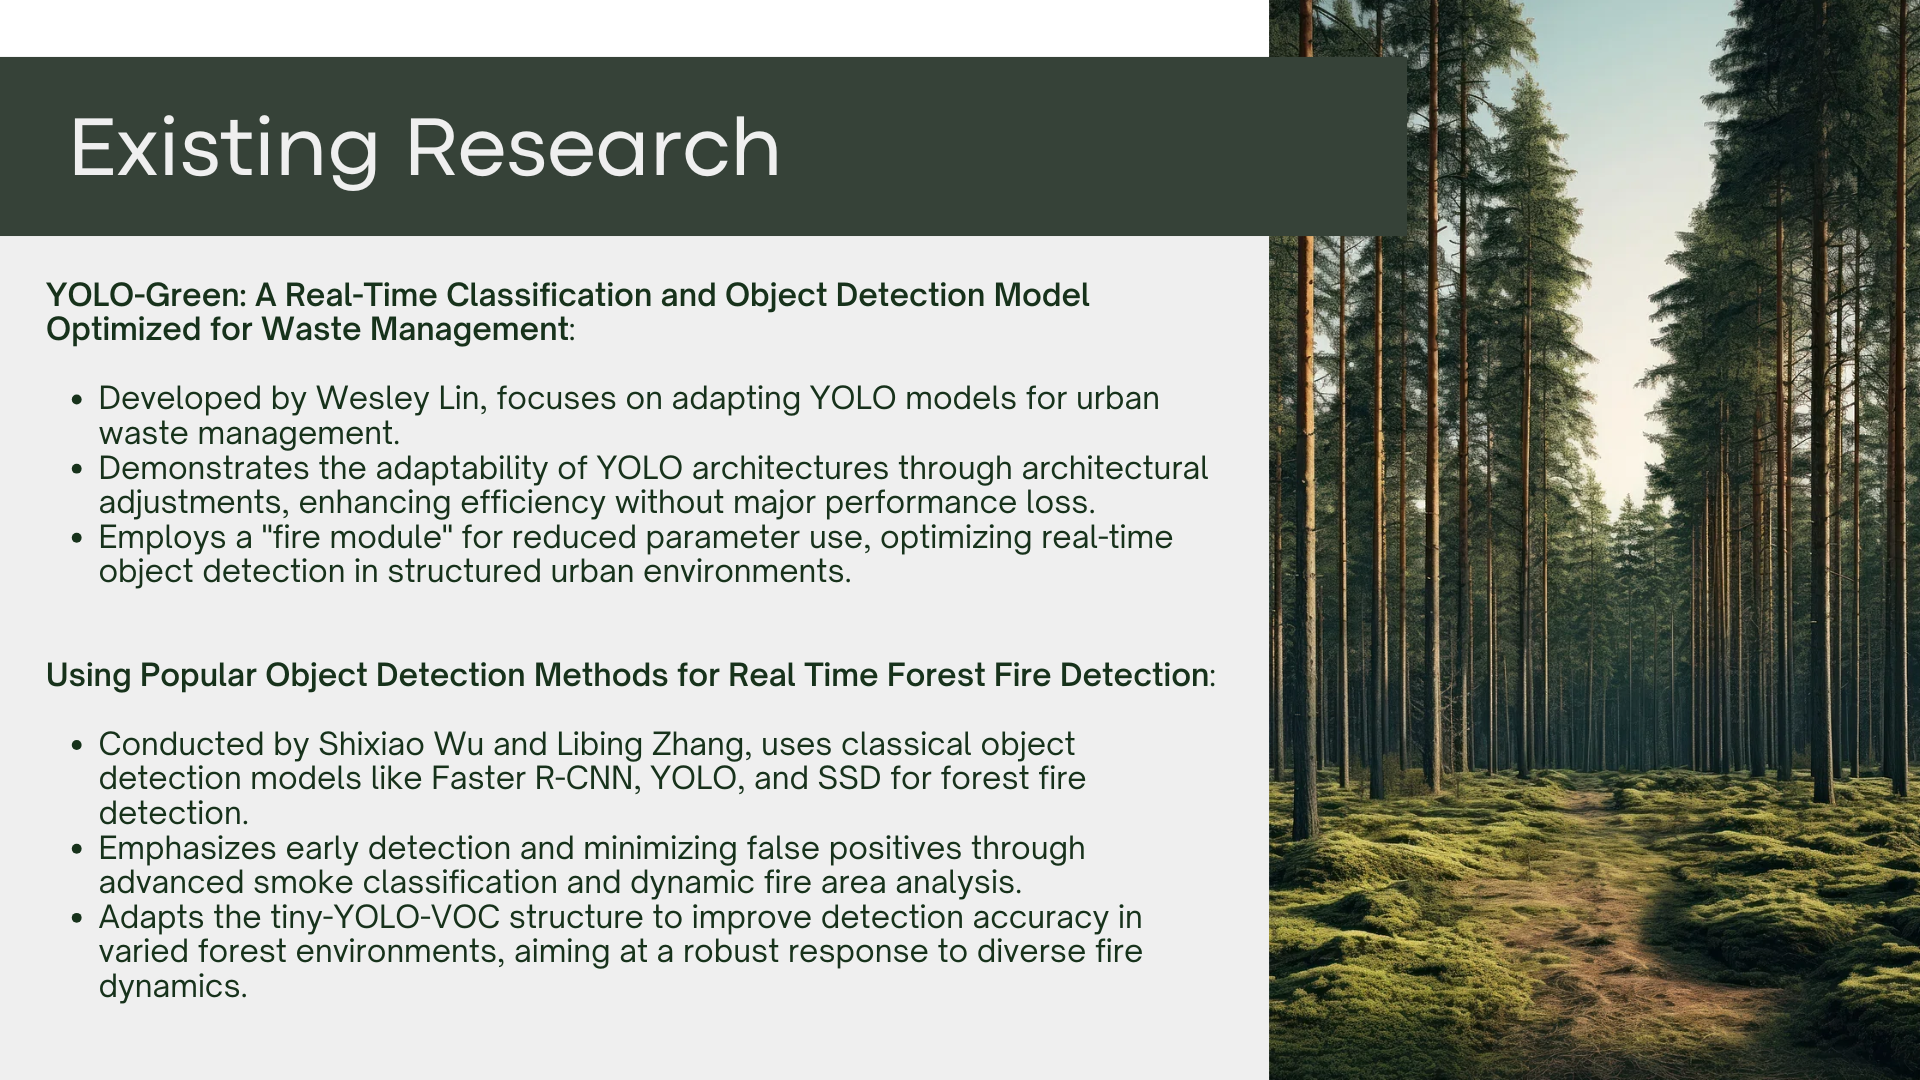 Existing Research
YOLO-Green: A Real-Time Classification and Object Detection Model
Optimized for Waste Management:
• Developed by Wesley Lin, focuses on adapting YOLO models for urban
waste management.
• Demonstrates the adaptability of YOLO architectures through architectural
adjustments, enhancing efficiency without major performance loss.
• Employs a "fire module" for reduced parameter use, optimizing real-time
object detection in structured urban environments.
Using Popular Object Detection Methods for Real Time Forest Fire Detection:
• Conducted by Shixiao Wu and Libing Zhang, uses classical object
detection models like Faster R-CNN, YOLO, and SSD for forest fire
detection.
• Emphasizes early detection and minimizing false positives through
advanced smoke classification and dynamic fire area analysis.
• Adapts the tiny-YOLO-VOC structure to improve detection accuracy in
varied forest environments, aiming at a robust response to diverse fire
dynamics.